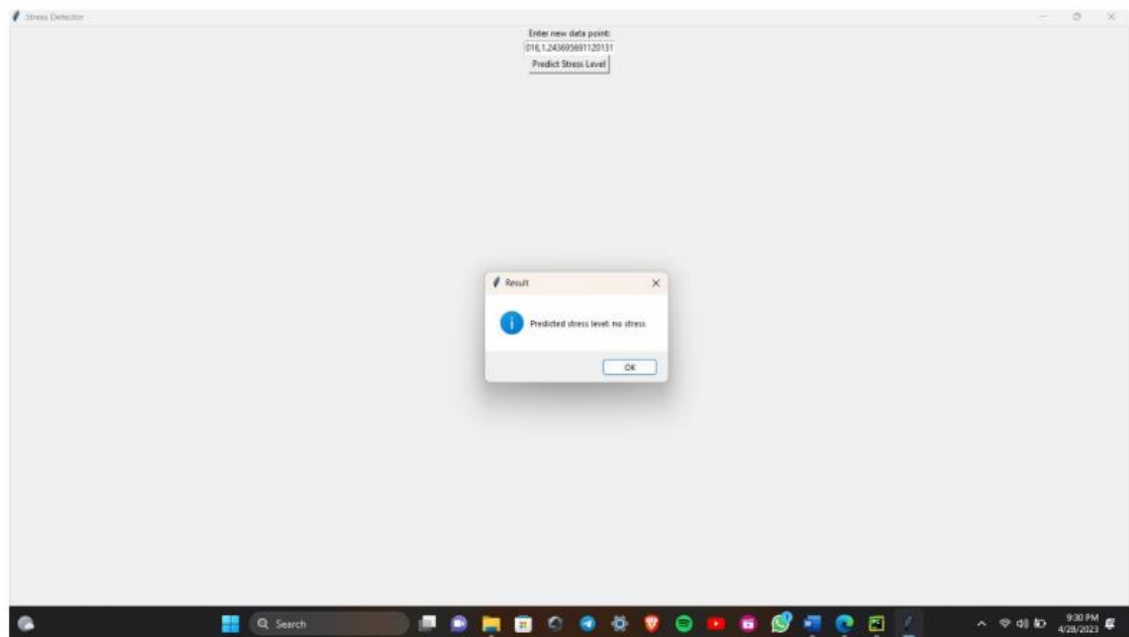 Stress Detector
Enter new data point:
016,1.243695691120131
Predict Stress Level
Result
Predicted stress level: no stress
OK
Search
9:30 PM
4/28/2023